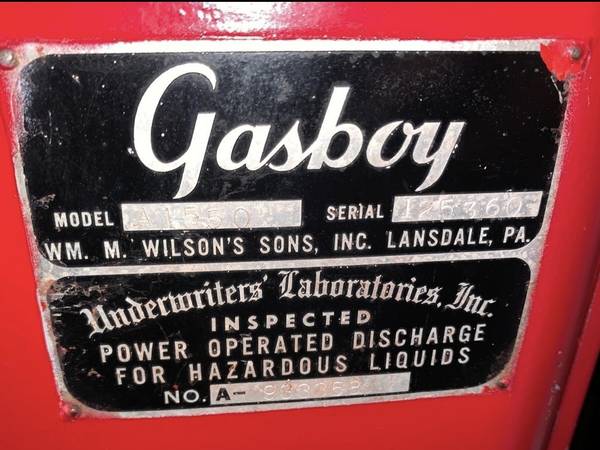 Gasboy
MODEL SERIAL 125360
WM. M. WILSON'S SONS, INC. LANSDALE, PA.
Underwriters' Laboratories, Inc.
INSPECTED
POWER OPERATED DISCHARGE
FOR HAZARDOUS LIQUIDS
NO. A-